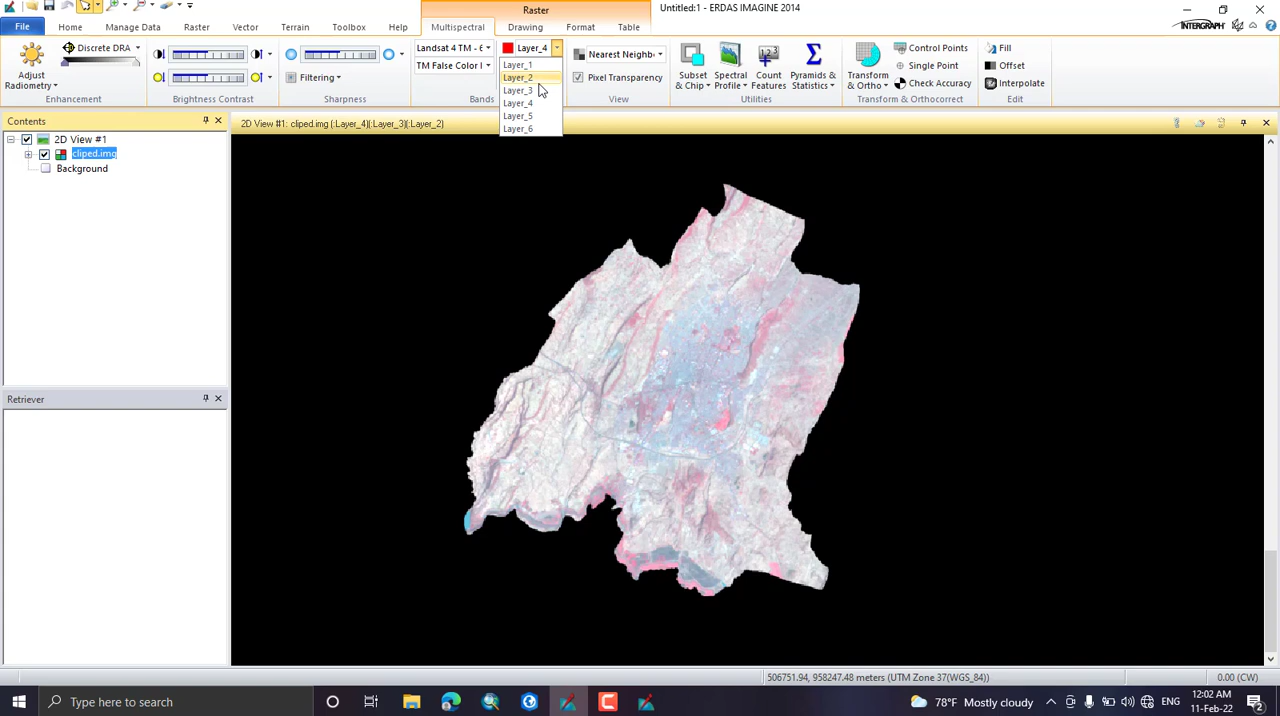 Raster
Untitled:1 - ERDAS IMAGINE 2014
File
Home
Manage Data
Raster
Vector
Terrain
Toolbox
Help
Multispectral
Drawing
Format
Table
INTERGRAPH
Adjust
Radiometry
Discrete DRA
Enhancement
Brightness Contrast
Filtering
Sharpness
Landsat 4 TM - 6
TM False Color I
Bands
Layer_4
Layer_1
Layer_2
Layer_3
Layer_4
Layer_5
Layer_6
Nearest Neighbo
Pixel Transparency
View
Subset
& Chip
Spectral
Profile
Count
Features
Pyramids &
Statistics
Utilities
Transform
& Ortho
Control Points
Single Point
Check Accuracy
Transform & Orthocorrect
Fill
Offset
Interpolate
Edit
Contents
2D View #1
cliped.img
Background
Retriever
2D View #1: cliped.img (:Layer_4)(:Layer_3)(:Layer_2)
506751.94, 958247.48 meters (UTM Zone 37(WGS_84))
0.00 (CW)
Type here to search
78°F Mostly cloudy
ENG
12:02 AM
11-Feb-22
2